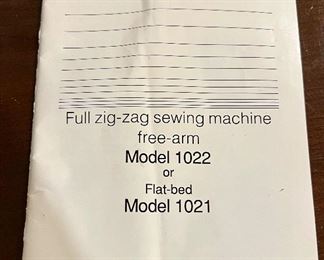 Full zig-zag sewing machine
free-arm
Model 1022
or
Flat-bed
Model 1021